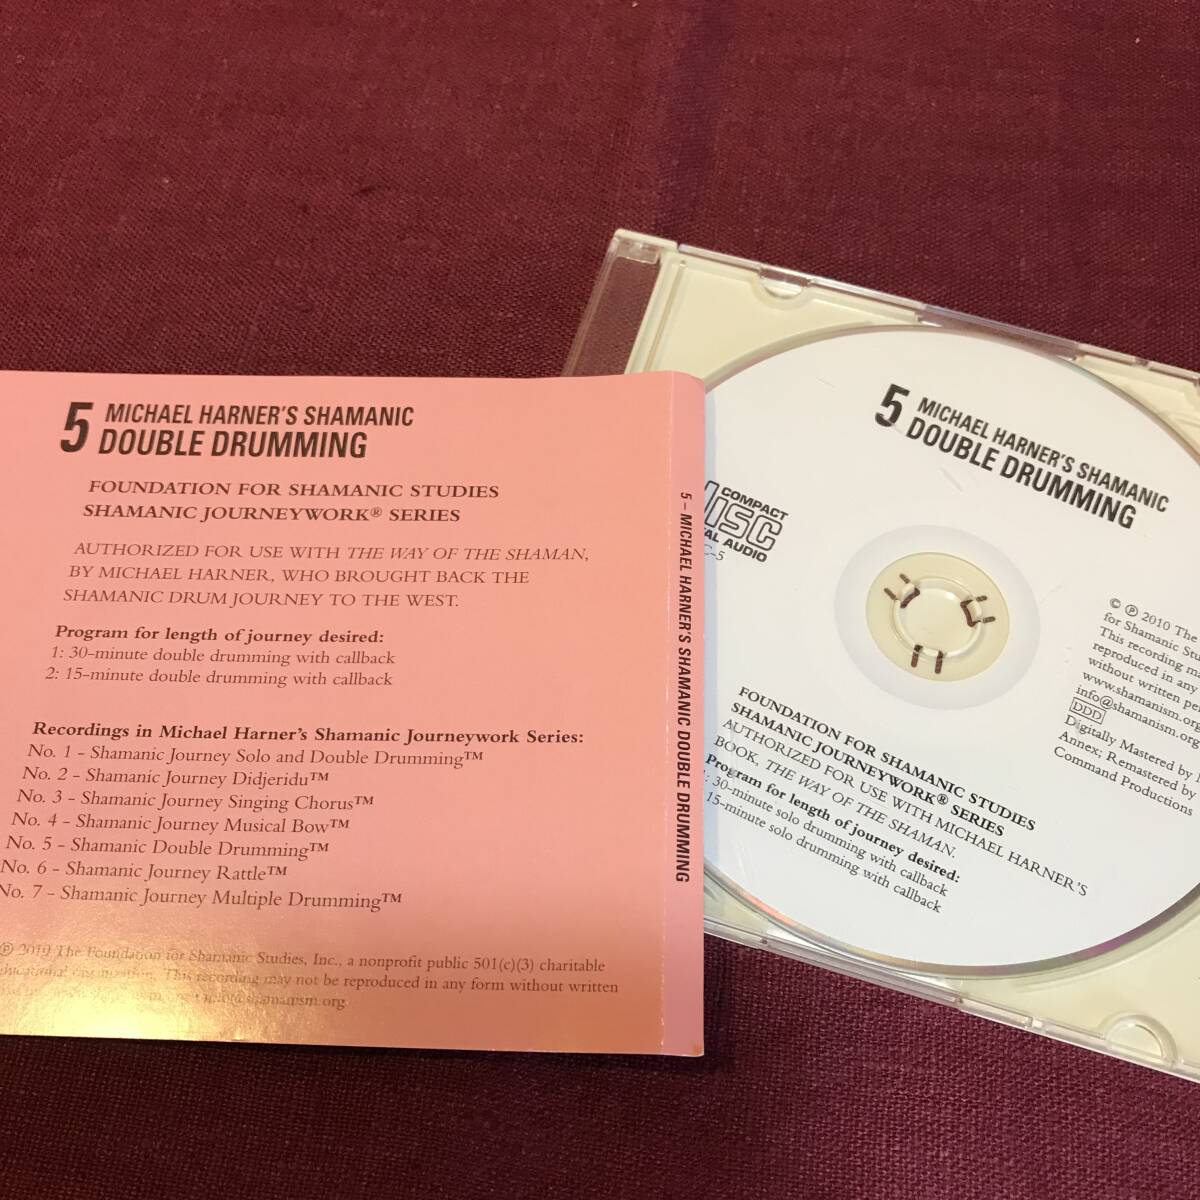 5 MICHAEL HARNER'S SHAMANIC
DOUBLE DRUMMING
FOUNDATION FOR SHAMANIC STUDIES
SHAMANIC JOURNEYWORK® SERIES
AUTHORIZED FOR USE WITH THE WAY OF THE SHAMAN,
BY MICHAEL HARNER, WHO BROUGHT BACK THE
SHAMANIC DRUM JOURNEY TO THE WEST.
Program for length of journey desired:
1: 30-minute double drumming with callback
2: 15-minute double drumming with callback
Recordings in Michael Harner's Shamanic Journeywork Series:
No. 1 - Shamanic Journey Solo and Double Drumming™
No. 2 - Shamanic Journey Didjeridu™
No. 3 - Shamanic Journey Singing Chorus™
No. 4 - Shamanic Journey Musical Bow™
No. 5 - Shamanic Double Drumming™
No. 6 - Shamanic Journey Rattle™
No. 7 - Shamanic Journey Multiple Drumming™
℗ 2010 The Foundation for Shamanic Studies, Inc., a nonprofit public 501(c)(3) charitable
This recording may not be reproduced in any form without written
info@shamanism.org
5 – MICHAEL HARNER'S SHAMANIC DOUBLE DRUMMING
5 MICHAEL HARNER'S SHAMANIC
DOUBLE DRUMMING
COMPACT
disc
AUDIO
C-5
© ℗ 2010 The
for Shamanic
This recording
reproduced in any
without written
www.shamanism.org
info@shamanism.org
DDD
Digitally Mastered by
Annex; Remastered by
Command Productions
FOUNDATION FOR SHAMANIC STUDIES
SHAMANIC JOURNEYWORK® SERIES
AUTHORIZED FOR USE WITH MICHAEL HARNER'S
BOOK, THE WAY OF THE SHAMAN.
Program for length of journey desired:
1: 30-minute solo drumming with callback
15-minute solo drumming with callback